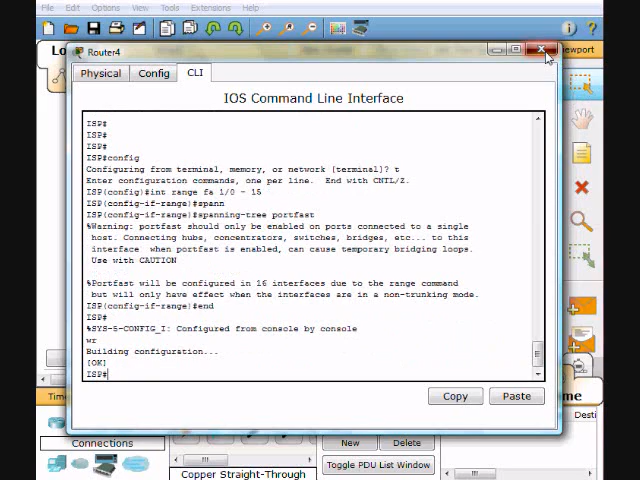 File Edit Options View Tools Extensions Help
Lo
Viewport
Router4
Physical Config CLI
IOS Command Line Interface
ISP#
ISP#
ISP#
ISP#config
Configuring from terminal, memory, or network [terminal]? t
Enter configuration commands, one per line. End with CNTL/Z.
ISP(config)#int range fa 1/0 - 15
ISP(config-if-range)#spann
ISP(config-if-range)#spanning-tree portfast
%Warning: portfast should only be enabled on ports connected to a single
host. Connecting hubs, concentrators, switches, bridges, etc... to this
interface when portfast is enabled, can cause temporary bridging loops.
Use with CAUTION
%Portfast will be configured in 16 interfaces due to the range command
but will only have effect when the interfaces are in a non-trunking mode.
ISP(config-if-range)#end
ISP#
%SYS-5-CONFIG_I: Configured from console by console
wr
Building configuration...
[OK]
ISP#
Copy Paste
Time
me
Desti
Connections
New Delete
Toggle PDU List Window
Copper Straight-Through